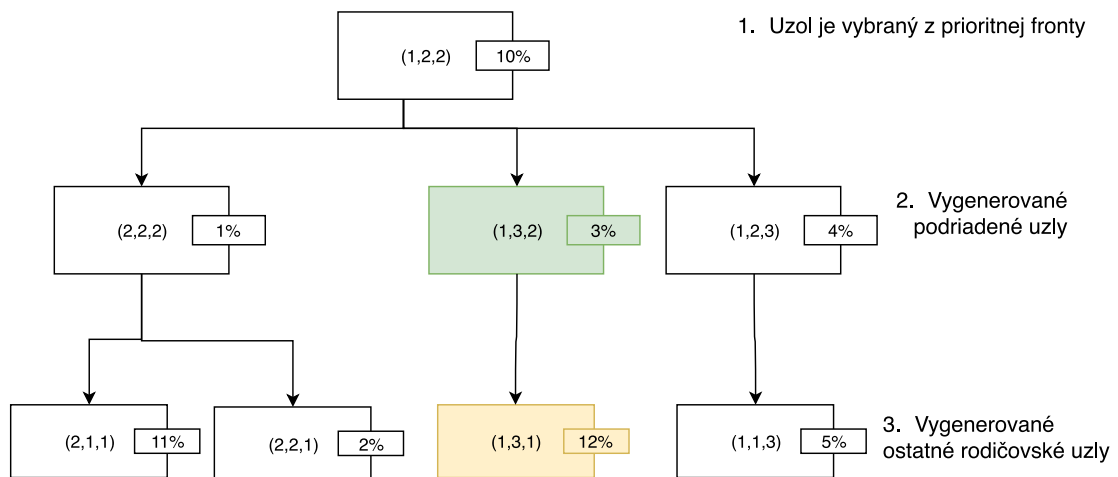 1. Uzol je vybraný z prioritnej fronty
(1,2,2) 10%
2. Vygenerované
podriadené uzly
(2,2,2) 1%
(1,3,2) 3%
(1,2,3) 4%
3. Vygenerované
ostatné rodičovské uzly
(2,1,1) 11%
(2,2,1) 2%
(1,3,1) 12%
(1,1,3) 5%